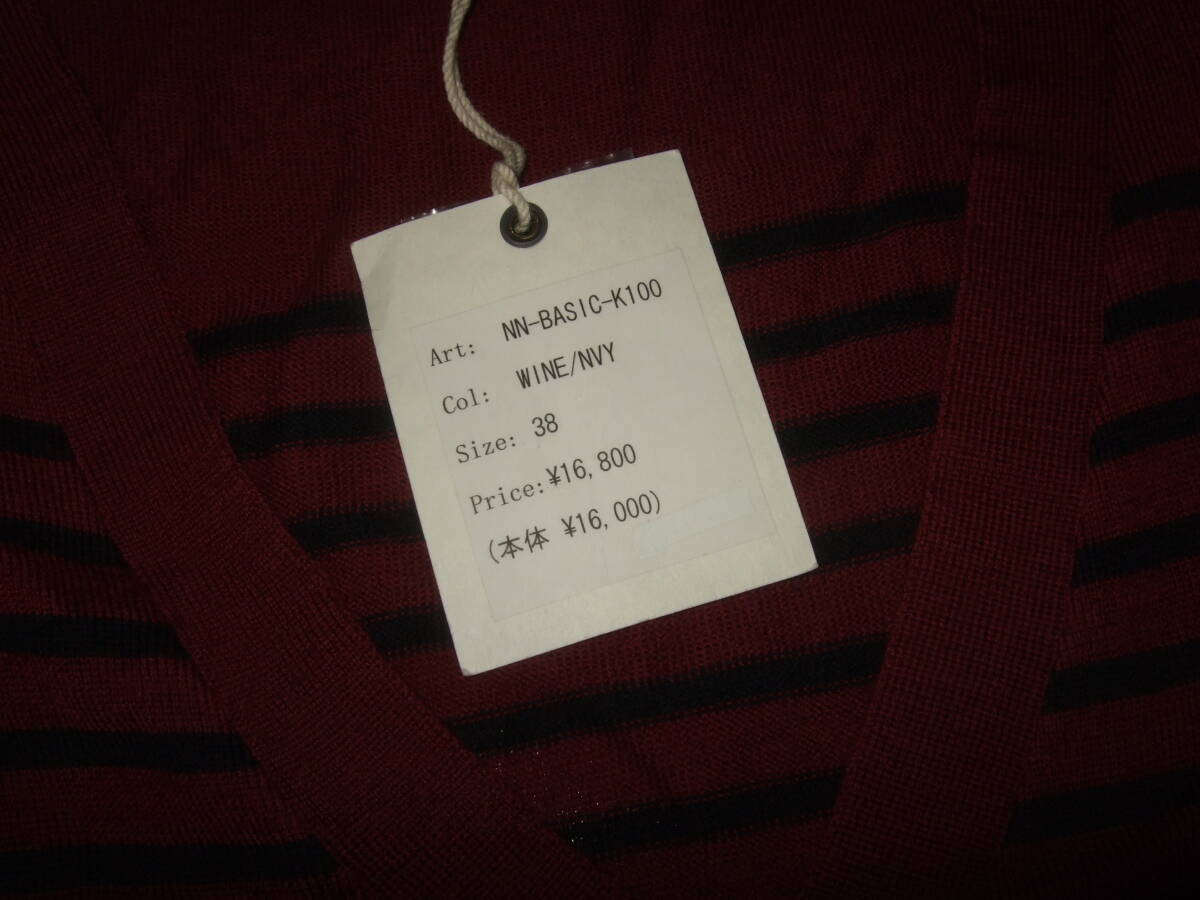 Art: NN-BASIC-K100
Col: WINE/NVY
Size: 38
Price:¥16,800
(本体 ¥16,000)